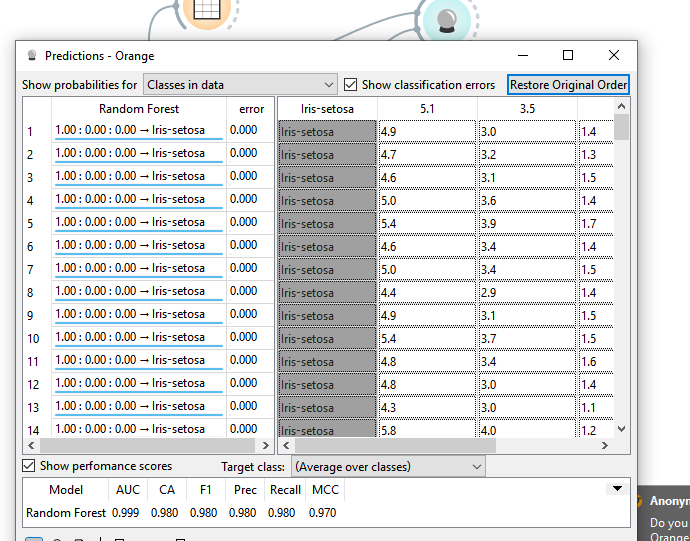 Predictions - Orange
Show probabilities for Classes in data Show classification errors Restore Original Order
Random Forest error Iris-setosa 5.1 3.5
1 1.00 : 0.00 : 0.00 → Iris-setosa 0.000 Iris-setosa 4.9 3.0 1.4
2 1.00 : 0.00 : 0.00 → Iris-setosa 0.000 Iris-setosa 4.7 3.2 1.3
3 1.00 : 0.00 : 0.00 → Iris-setosa 0.000 Iris-setosa 4.6 3.1 1.5
4 1.00 : 0.00 : 0.00 → Iris-setosa 0.000 Iris-setosa 5.0 3.6 1.4
5 1.00 : 0.00 : 0.00 → Iris-setosa 0.000 Iris-setosa 5.4 3.9 1.7
6 1.00 : 0.00 : 0.00 → Iris-setosa 0.000 Iris-setosa 4.6 3.4 1.4
7 1.00 : 0.00 : 0.00 → Iris-setosa 0.000 Iris-setosa 5.0 3.4 1.5
8 1.00 : 0.00 : 0.00 → Iris-setosa 0.000 Iris-setosa 4.4 2.9 1.4
9 1.00 : 0.00 : 0.00 → Iris-setosa 0.000 Iris-setosa 4.9 3.1 1.5
10 1.00 : 0.00 : 0.00 → Iris-setosa 0.000 Iris-setosa 5.4 3.7 1.5
11 1.00 : 0.00 : 0.00 → Iris-setosa 0.000 Iris-setosa 4.8 3.4 1.6
12 1.00 : 0.00 : 0.00 → Iris-setosa 0.000 Iris-setosa 4.8 3.0 1.4
13 1.00 : 0.00 : 0.00 → Iris-setosa 0.000 Iris-setosa 4.3 3.0 1.1
14 1.00 : 0.00 : 0.00 → Iris-setosa 0.000 Iris-setosa 5.8 4.0 1.2
Show perfomance scores Target class: (Average over classes)
Model AUC CA F1 Prec Recall MCC
Random Forest 0.999 0.980 0.980 0.980 0.980 0.970
Anonym
Do you
Orange